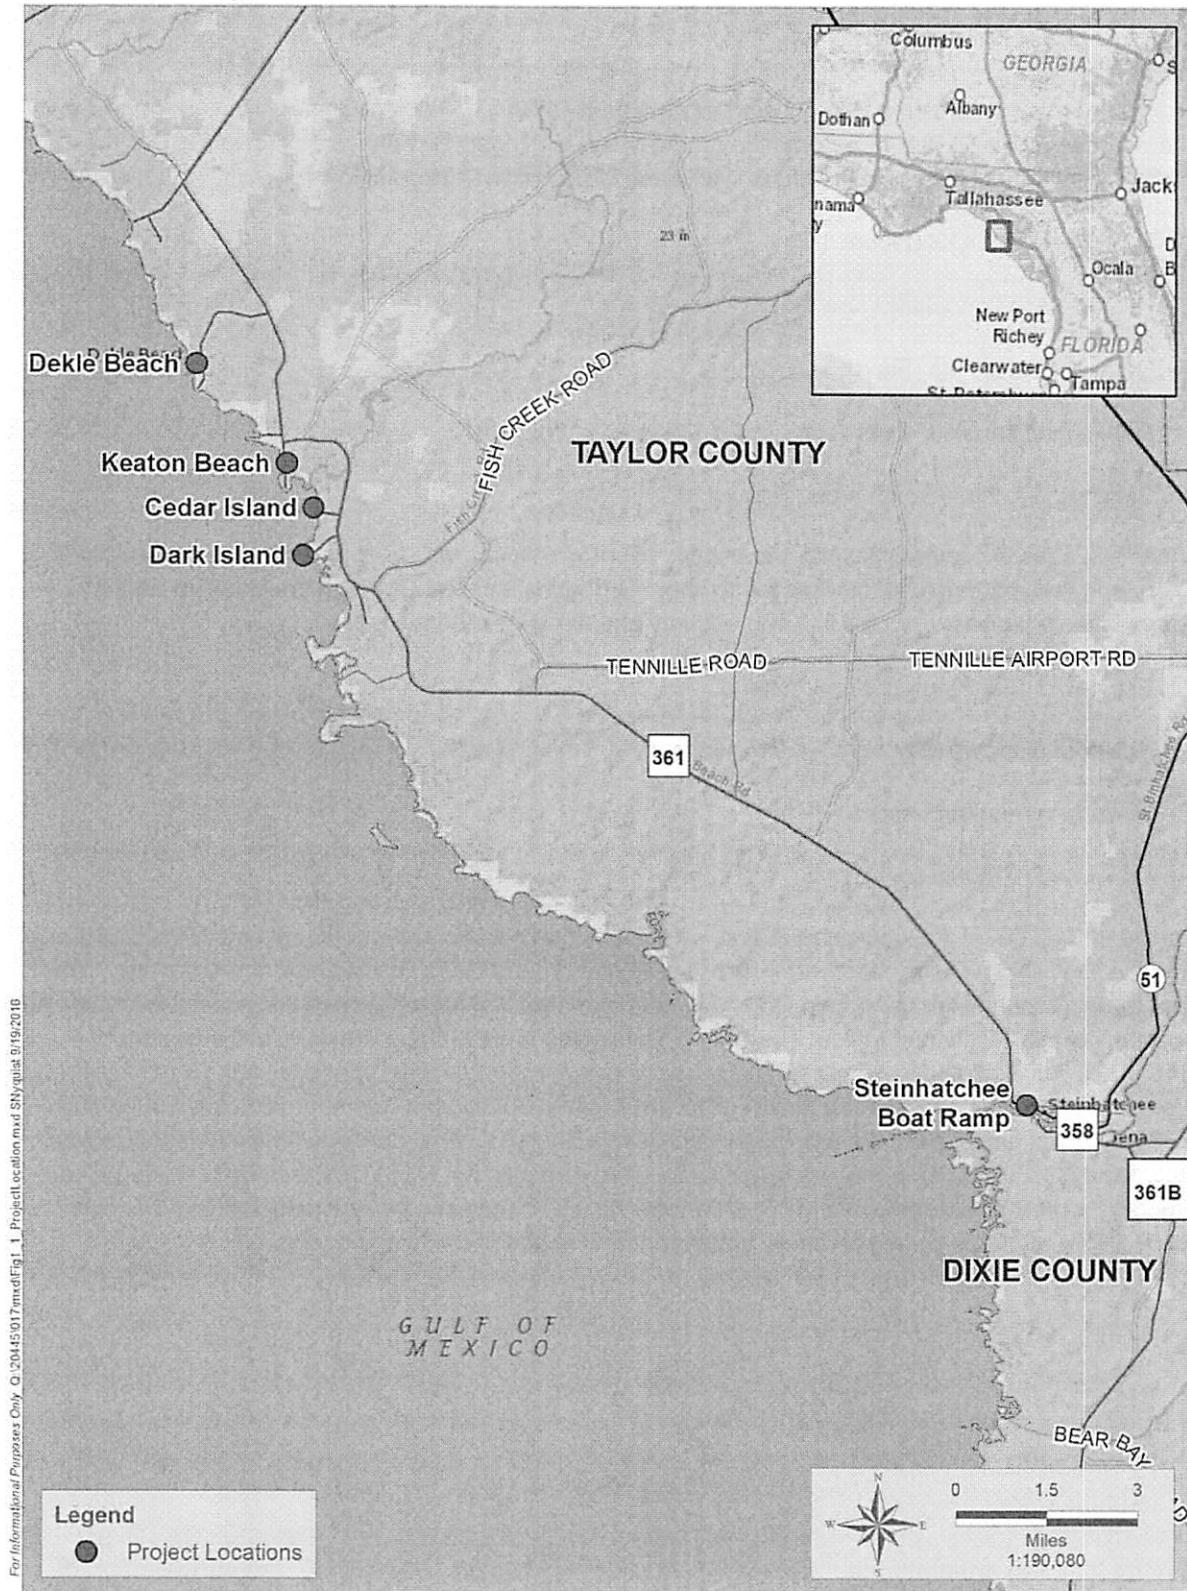 Columbus
GEORGIA
S
Albany
Dothan
Tallahassee
Jack
nama
y
D
B
Ocala
New Port
Richey
FLORIDA
Clearwater
Tampa
23 m
Dekle Beach
FISH CREEK ROAD
TAYLOR COUNTY
Keaton Beach
Cedar Island
Dark Island
TENNILLE ROAD
TENNILLE AIRPORT RD
361
Beach Rd
51
Steinhatchee
Boat Ramp
Steinhatchee
358
ena
361B
DIXIE COUNTY
GULF OF
MEXICO
BEAR BAY
Legend
Project Locations
N
W
E
S
0 1.5 3
Miles
1:190,080
For Informational Purposes Only